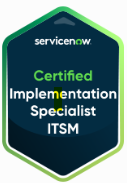 servicenow
Certified
Implementation
Specialist
ITSM